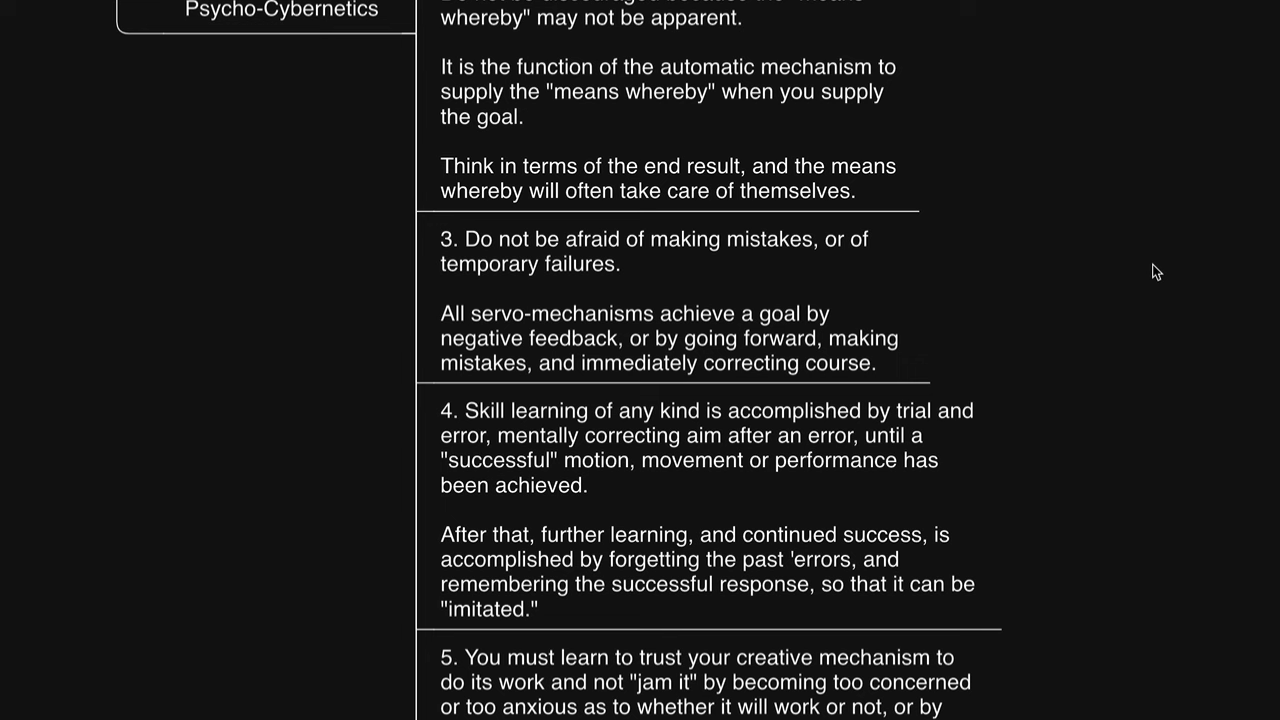 Psycho-Cybernetics
whereby" may not be apparent.
It is the function of the automatic mechanism to
supply the "means whereby" when you supply
the goal.
Think in terms of the end result, and the means
whereby will often take care of themselves.
3. Do not be afraid of making mistakes, or of
temporary failures.
All servo-mechanisms achieve a goal by
negative feedback, or by going forward, making
mistakes, and immediately correcting course.
4. Skill learning of any kind is accomplished by trial and
error, mentally correcting aim after an error, until a
"successful" motion, movement or performance has
been achieved.
After that, further learning, and continued success, is
accomplished by forgetting the past 'errors, and
remembering the successful response, so that it can be
"imitated."
5. You must learn to trust your creative mechanism to
do its work and not "jam it" by becoming too concerned
or too anxious as to whether it will work or not, or by